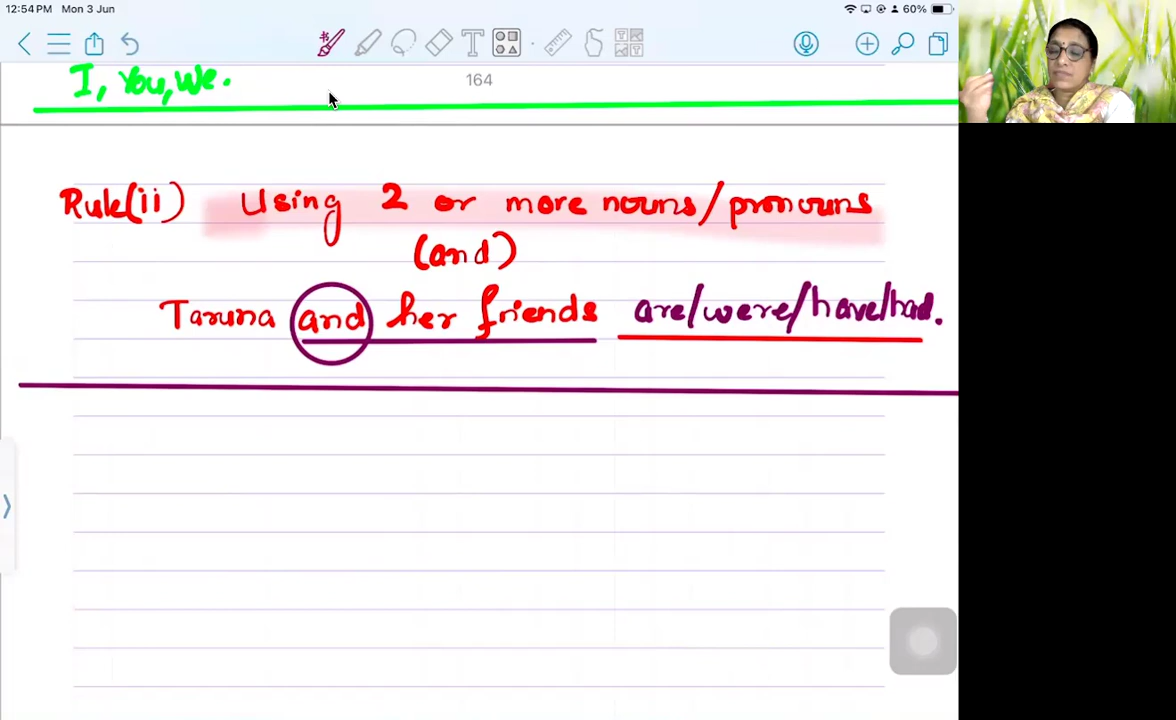 12:54 PM Mon 3 Jun 60%
I, You, We.
164
Rule(ii) Using 2 or more nouns/pronouns
(and)
Taruna and her friends are/were/have/had.